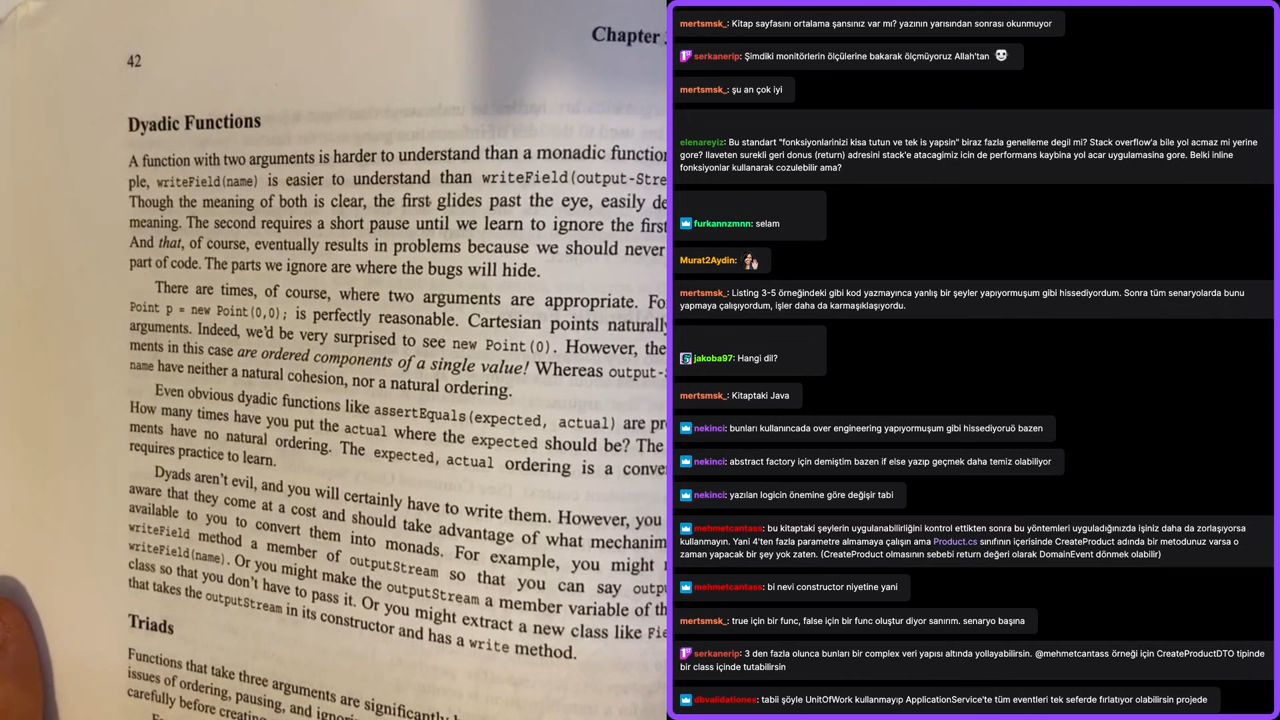 42
Chapter
Dyadic Functions
A function with two arguments is harder to understand than a monadic
ple, writeField(name) is easier to understand than
Though the meaning of both is clear, the first glides past the eye, easily
meaning. The second requires a short pause until we learn to ignore the first
And that, of course, eventually results in problems because we should never
part of code. The parts we ignore are where the bugs will hide.
There are times, of course, where two arguments are appropriate.
Point p = new Point(0,0); is perfectly reasonable. Cartesian points
arguments. Indeed, we'd be very surprised to see new Point(0). However,
ments in this case are ordered components of a single value! Whereas
name have neither a natural cohesion, nor a natural ordering.
Even obvious dyadic functions like assertEquals(expected, actual) are
How many times have you put the actual where the expected should be? The
ments have no natural ordering. The expected, actual ordering is a
requires practice to learn.
Dyads aren't evil, and you will certainly have to write them. However, you
aware that they come at a cost and should take advantage of what
available to you to convert them into monads. For example, you might
writeField method a member of outputStream so that you can say
writeField(name). Or you might make the outputStream a member variable of
class so that you don't have to pass it. Or you might extract a new class like
that takes the outputStream in its constructor and has a write method.
Triads
Functions that take three arguments are significantly
issues of ordering, pausing, and
carefully before
mertsmsk_: Kitap sayfasını ortalama şansınız var mı? yazının yarısından sonrası okunmuyor
serkanerip: Şimdiki monitörlerin ölçülerine bakarak ölçmüyoruz Allah'tan
mertsmsk_: şu an çok iyi
elenareyiz: Bu standart "fonksiyonlarinizi kisa tutun ve tek is yapsin" biraz fazla genelleme degil mi? Stack overflow'a bile yol acmaz mi yerine
gore? Ilaveten surekli geri donus (return) adresini stack'e atacagimiz icin de performans kaybina yol acar uygulamasina gore. Belki inline
fonksiyonlar kullanarak cozulebilir ama?
furkannzmnn: selam
Murat2Aydin:
mertsmsk_: Listing 3-5 örneğindeki gibi kod yazmayınca yanlış bir şeyler yapıyormuşum gibi hissediyordum. Sonra tüm senaryolarda bunu
yapmaya çalışıyordum, işler daha da karmaşıklaşıyordu.
jakoba97: Hangi dil?
mertsmsk_: Kitaptaki Java
nekinci: bunları kullanıncada over engineering yapıyormuşum gibi hissediyoruö bazen
nekinci: abstract factory için demiştim bazen if else yazıp geçmek daha temiz olabiliyor
nekinci: yazılan logicin önemine göre değişir tabi
mehmetcantass: bu kitaptaki şeylerin uygulanabilirliğini kontrol ettikten sonra bu yöntemleri uyguladığınızda işiniz daha da zorlaşıyorsa
kullanmayın. Yani 4'ten fazla parametre almamaya çalışın ama Product.cs sınıfının içerisinde CreateProduct adında bir metodunuz varsa o
zaman yapacak bir şey yok zaten. (CreateProduct olmasının sebebi return değeri olarak DomainEvent dönmek olabilir)
mehmetcantass: bi nevi constructor niyetine yani
mertsmsk_: true için bir func, false için bir func oluştur diyor sanırım. senaryo başına
serkanerip: 3 den fazla olunca bunları bir complex veri yapısı altında yollayabilirsin. @mehmetcantass örneği için CreateProductDTO tipinde
bir class içinde tutabilirsin
dbvalidationex: tabii şöyle UnitOfWork kullanmayıp ApplicationService'te tüm eventleri tek seferde fırlatıyor olabilirsin projede